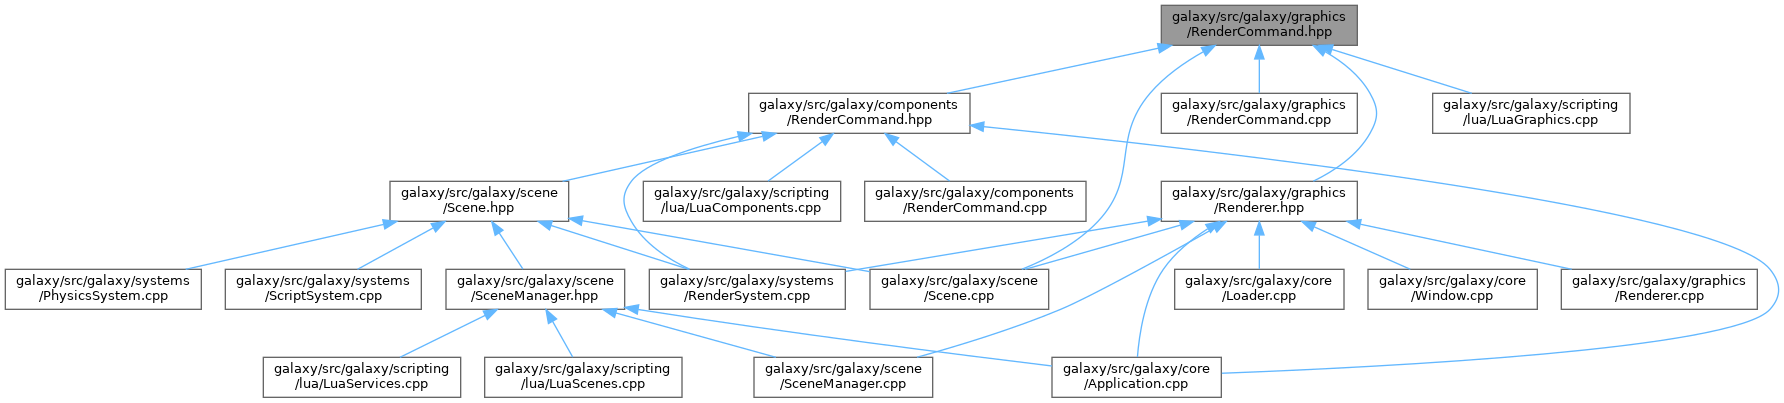 galaxy/src/galaxy/graphics
/RenderCommand.hpp
galaxy/src/galaxy/components
/RenderCommand.hpp
galaxy/src/galaxy/graphics
/RenderCommand.cpp
galaxy/src/galaxy/scripting
/lua/LuaGraphics.cpp
galaxy/src/galaxy/scene
/Scene.hpp
galaxy/src/galaxy/scripting
/lua/LuaComponents.cpp
galaxy/src/galaxy/components
/RenderCommand.cpp
galaxy/src/galaxy/graphics
/Renderer.hpp
galaxy/src/galaxy/systems
/PhysicsSystem.cpp
galaxy/src/galaxy/systems
/ScriptSystem.cpp
galaxy/src/galaxy/scene
/SceneManager.hpp
galaxy/src/galaxy/systems
/RenderSystem.cpp
galaxy/src/galaxy/scene
/Scene.cpp
galaxy/src/galaxy/core
/Loader.cpp
galaxy/src/galaxy/core
/Window.cpp
galaxy/src/galaxy/graphics
/Renderer.cpp
galaxy/src/galaxy/scripting
/lua/LuaServices.cpp
galaxy/src/galaxy/scripting
/lua/LuaScenes.cpp
galaxy/src/galaxy/scene
/SceneManager.cpp
galaxy/src/galaxy/core
/Application.cpp